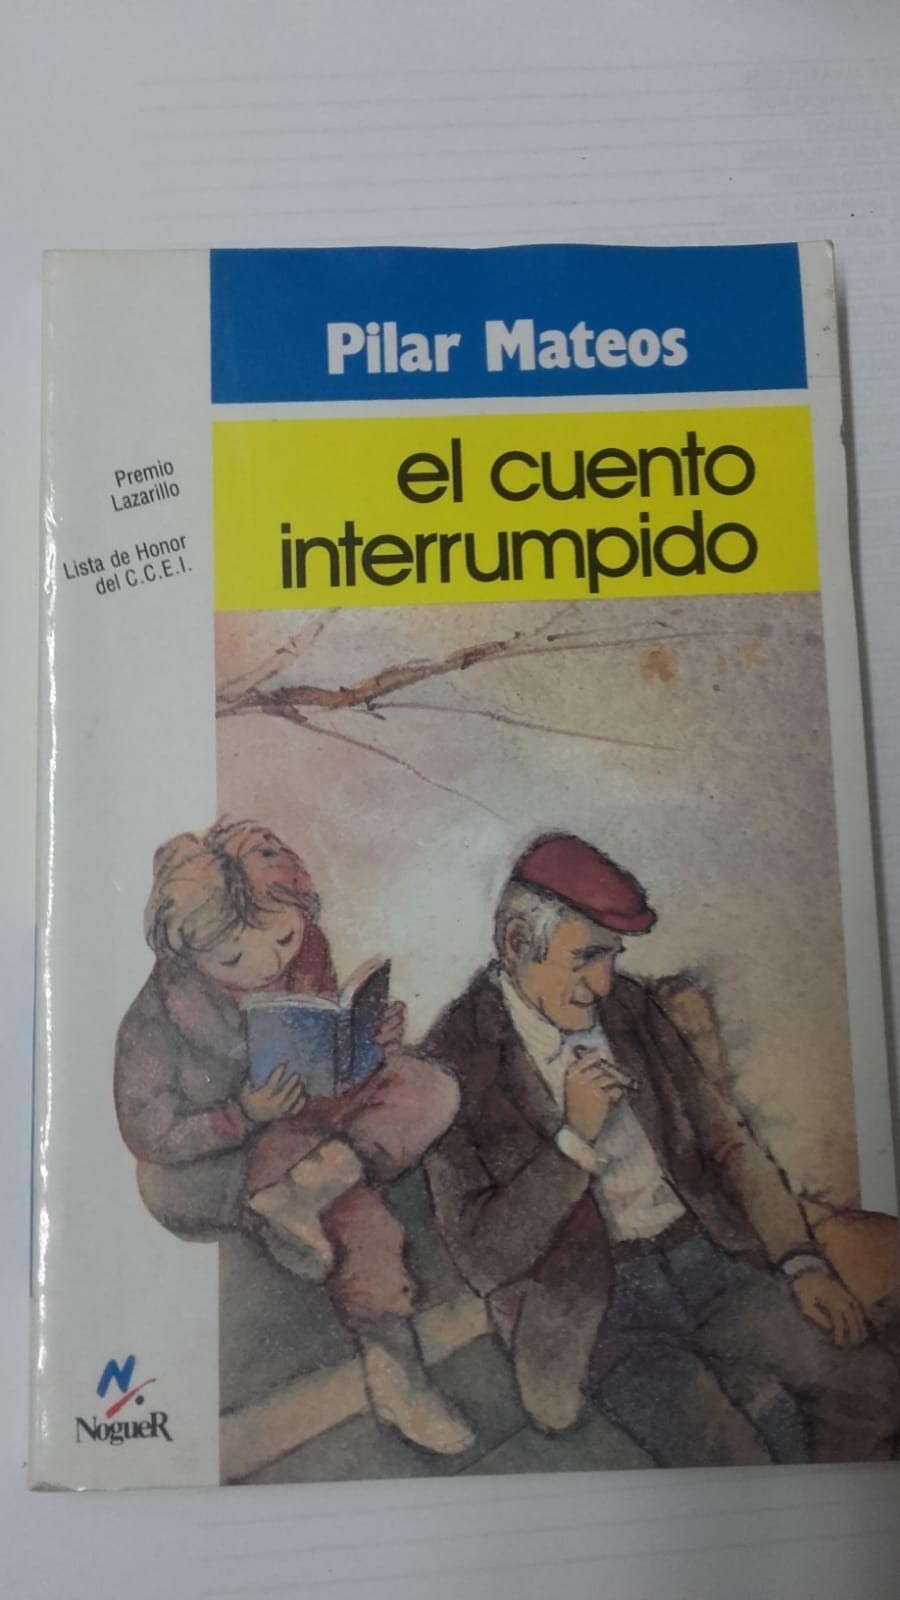 Pilar Mateos
el cuento
interrumpido
Premio
Lazarillo
Lista de Honor
del C.C.E.I.
N
NogueR